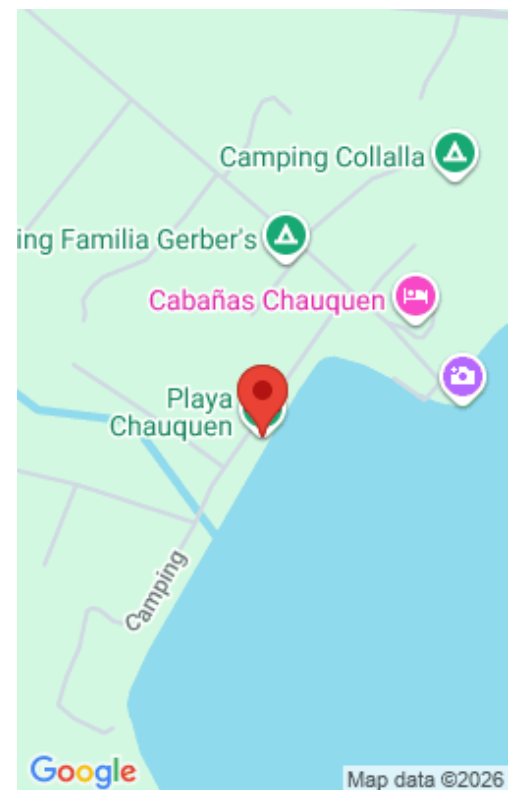 Camping Collalla
ing Familia Gerber's
Cabañas Chauquen
Playa
Chauquen
Camping
Google
Map data ©2026